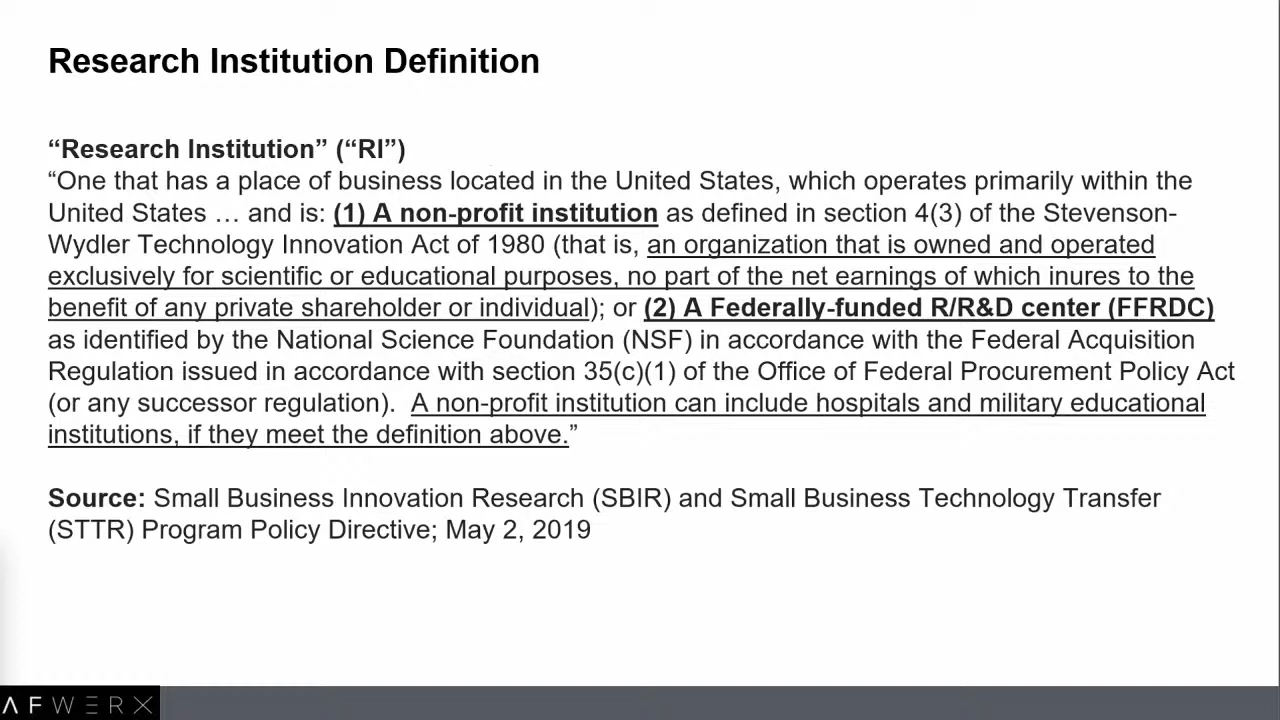 Research Institution Definition
“Research Institution” (“RI”)
“One that has a place of business located in the United States, which operates primarily within the
United States … and is: (1) A non-profit institution as defined in section 4(3) of the Stevenson-
Wydler Technology Innovation Act of 1980 (that is, an organization that is owned and operated
exclusively for scientific or educational purposes, no part of the net earnings of which inures to the
benefit of any private shareholder or individual); or (2) A Federally-funded R/R&D center (FFRDC)
as identified by the National Science Foundation (NSF) in accordance with the Federal Acquisition
Regulation issued in accordance with section 35(c)(1) of the Office of Federal Procurement Policy Act
(or any successor regulation).  A non-profit institution can include hospitals and military educational
institutions, if they meet the definition above.”
Source: Small Business Innovation Research (SBIR) and Small Business Technology Transfer
(STTR) Program Policy Directive; May 2, 2019
AFWERX